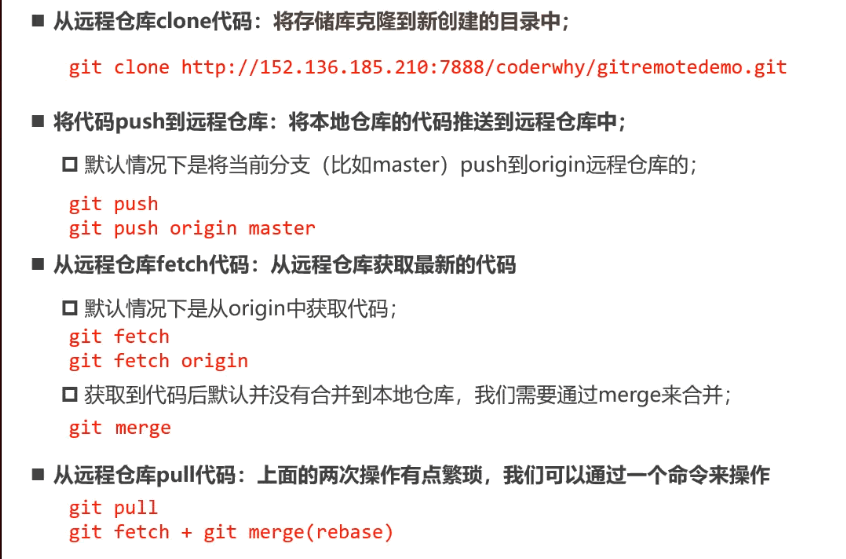 ■ 从远程仓库clone代码：将存储库克隆到新创建的目录中；
git clone http://152.136.185.210:7888/coderwhy/gitremotedemo.git
■ 将代码push到远程仓库：将本地仓库的代码推送到远程仓库中；
默认情况下是将当前分支（比如master）push到origin远程仓库的；
git push
git push origin master
■ 从远程仓库fetch代码：从远程仓库获取最新的代码
默认情况下是从origin中获取代码；
git fetch
git fetch origin
获取到代码后默认并没有合并到本地仓库，我们需要通过merge来合并；
git merge
■ 从远程仓库pull代码：上面的两次操作有点繁琐，我们可以通过一个命令来操作
git pull
git fetch + git merge(rebase)